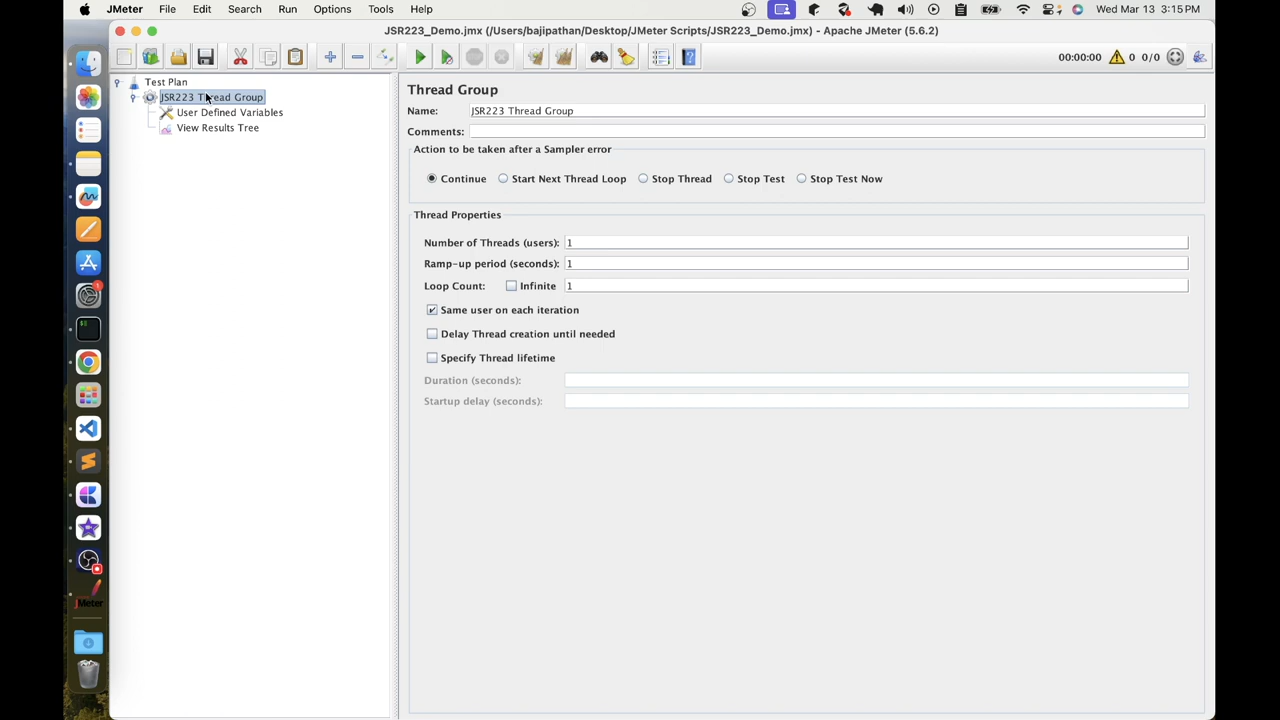 JMeter File Edit Search Run Options Tools Help Wed Mar 13 3:15 PM
JSR223_Demo.jmx (/Users/bajipathan/Desktop/JMeter Scripts/JSR223_Demo.jmx) - Apache JMeter (5.6.2)
00:00:00 0 0/0
Test Plan
JSR223 Thread Group
User Defined Variables
View Results Tree
Thread Group
Name: JSR223 Thread Group
Comments:
Action to be taken after a Sampler error
Continue Start Next Thread Loop Stop Thread Stop Test Stop Test Now
Thread Properties
Number of Threads (users): 1
Ramp-up period (seconds): 1
Loop Count: Infinite 1
Same user on each iteration
Delay Thread creation until needed
Specify Thread lifetime
Duration (seconds):
Startup delay (seconds):
1
JMeter